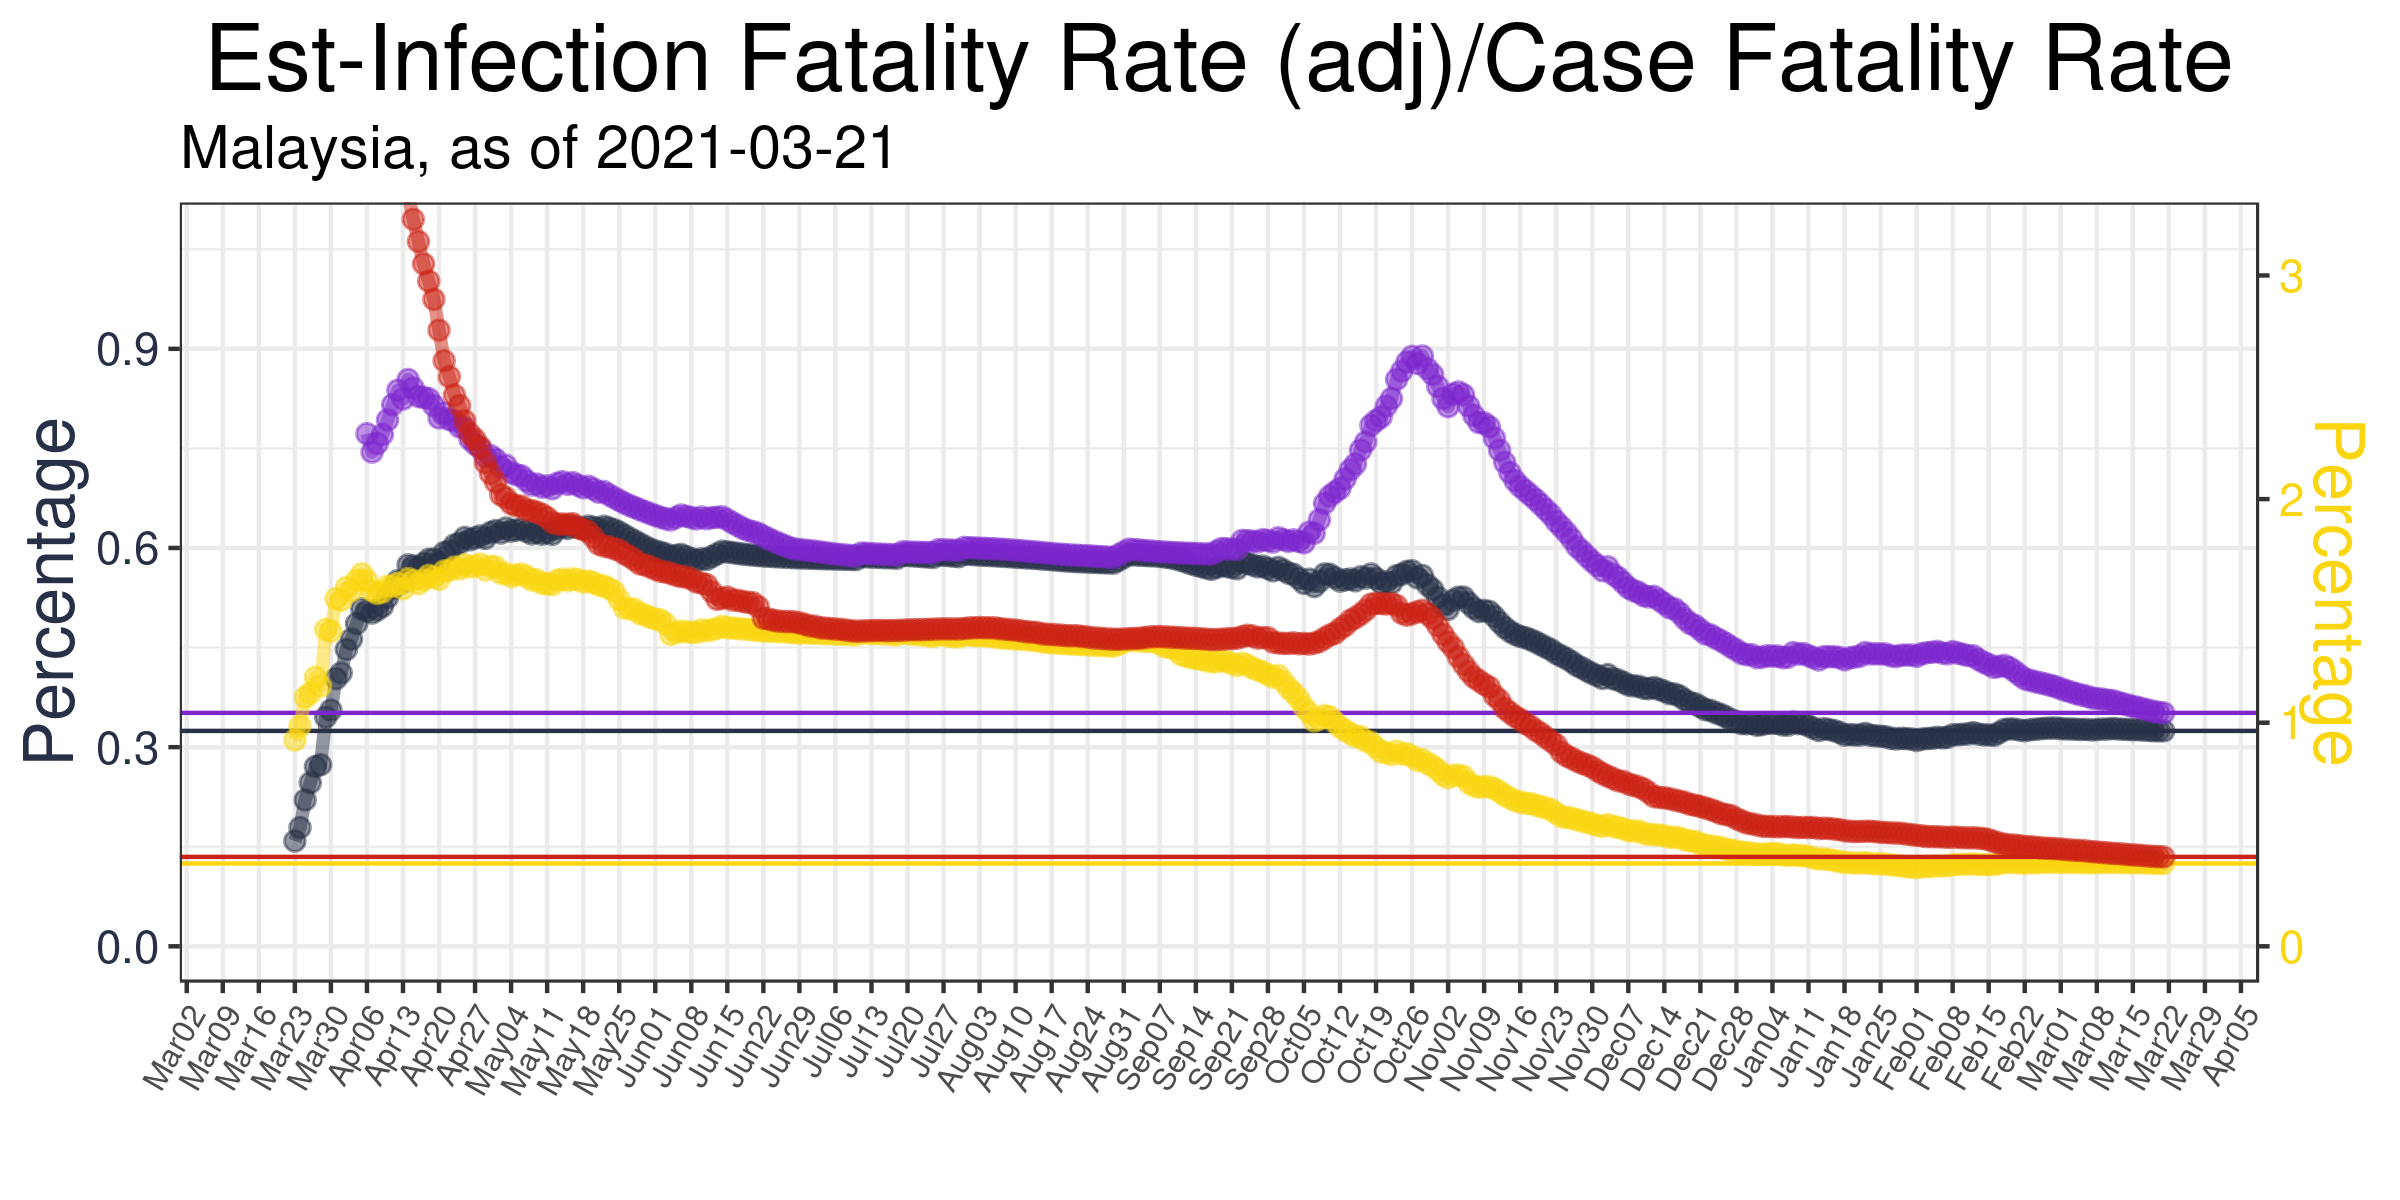 Est-Infection Fatality Rate (adj)/Case Fatality Rate
Malaysia, as of 2021-03-21
Percentage
0.9
0.6
0.3
0.0
3
2
1
0
Percentage
Mar02
Mar09
Mar16
Mar23
Mar30
Apr06
Apr13
Apr20
Apr27
May04
May11
May18
May25
Jun01
Jun08
Jun15
Jun22
Jun29
Jul06
Jul13
Jul20
Jul27
Aug03
Aug10
Aug17
Aug24
Aug31
Sep07
Sep14
Sep21
Sep28
Oct05
Oct12
Oct19
Oct26
Nov02
Nov09
Nov16
Nov23
Nov30
Dec07
Dec14
Dec21
Dec28
Jan04
Jan11
Jan18
Jan25
Feb01
Feb08
Feb15
Feb22
Mar01
Mar08
Mar15
Mar22
Mar29
Apr05